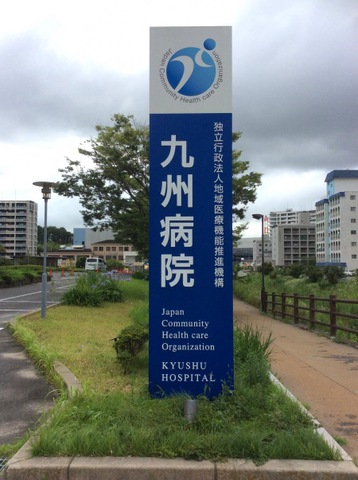 Japan Community Health care Organization
独立行政法人地域医療機能推進機構
九州病院
Japan
Community
Health care
Organization
KYUSHU
HOSPITAL